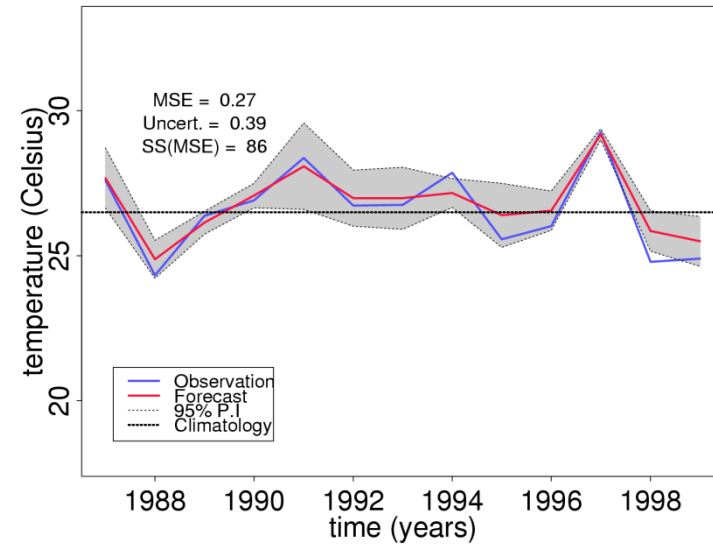 MSE = 0.27
Uncert. = 0.39
SS(MSE) = 86
temperature (Celsius)
30
25
20
Observation
Forecast
95% P.I
Climatology
1988 1990 1992 1994 1996 1998
time (years)